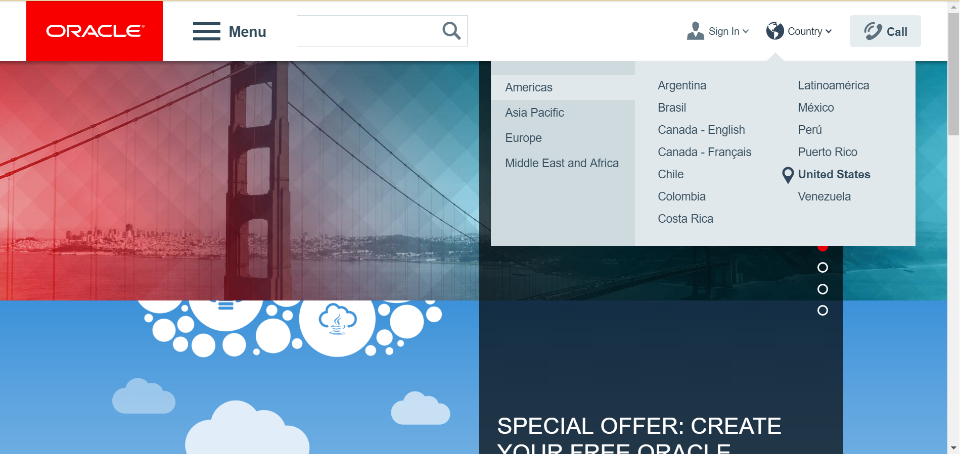 ORACLE®
Menu
Sign In
Country
Call
Americas
Asia Pacific
Europe
Middle East and Africa
Argentina
Brasil
Canada - English
Canada - Français
Chile
Colombia
Costa Rica
Latinoamérica
México
Perú
Puerto Rico
United States
Venezuela
SPECIAL OFFER: CREATE
YOUR FREE ORACLE